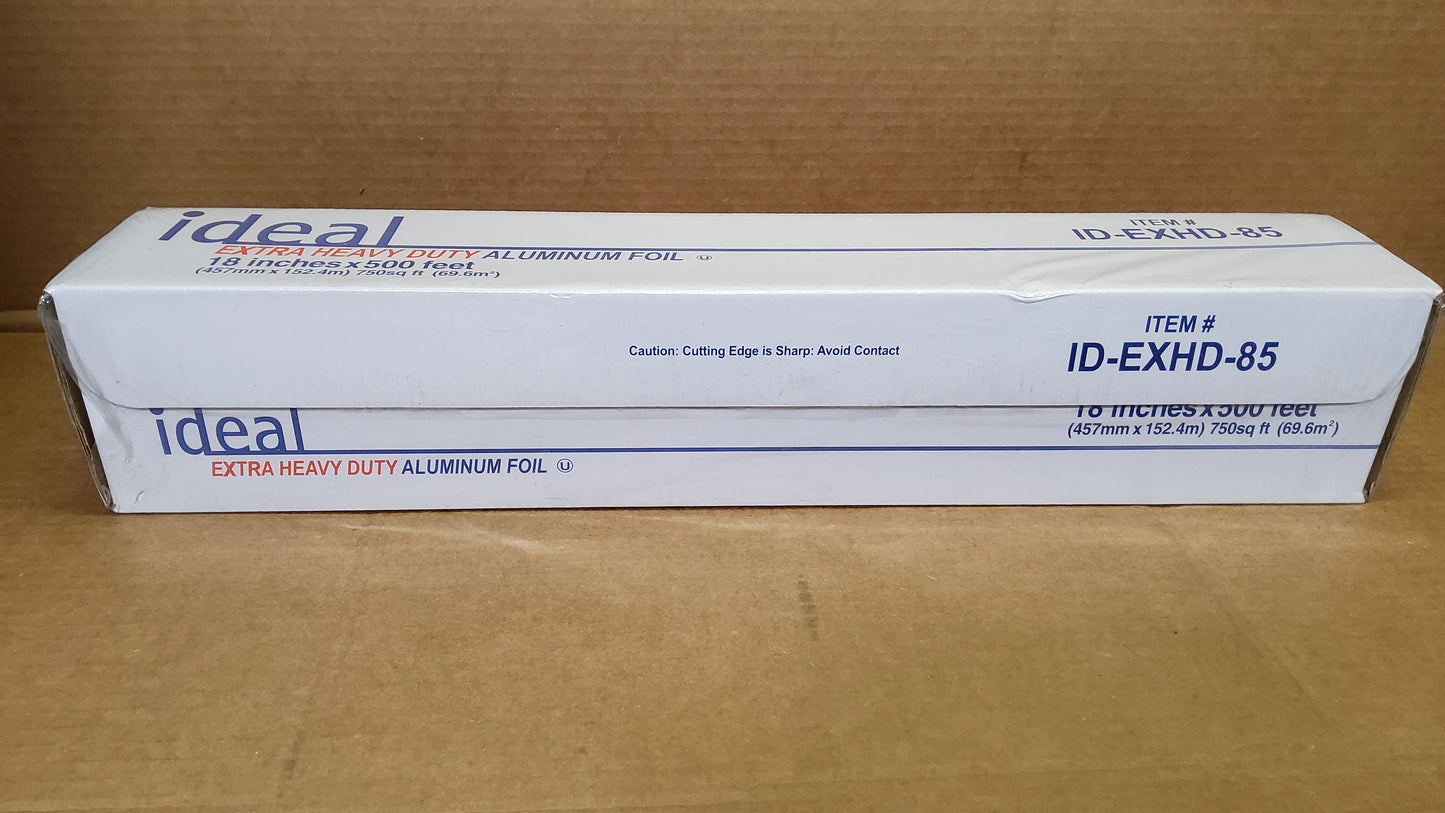 ideal
EXTRA HEAVY DUTY ALUMINUM FOIL U
18 inches x 500 feet
(457mm x 152.4m) 750sq ft (69.6m²)
ITEM #
ID-EXHD-85
Caution: Cutting Edge is Sharp: Avoid Contact
ITEM #
ID-EXHD-85
ideal
EXTRA HEAVY DUTY ALUMINUM FOIL U
18 inches x 500 feet
(457mm x 152.4m) 750sq ft (69.6m²)